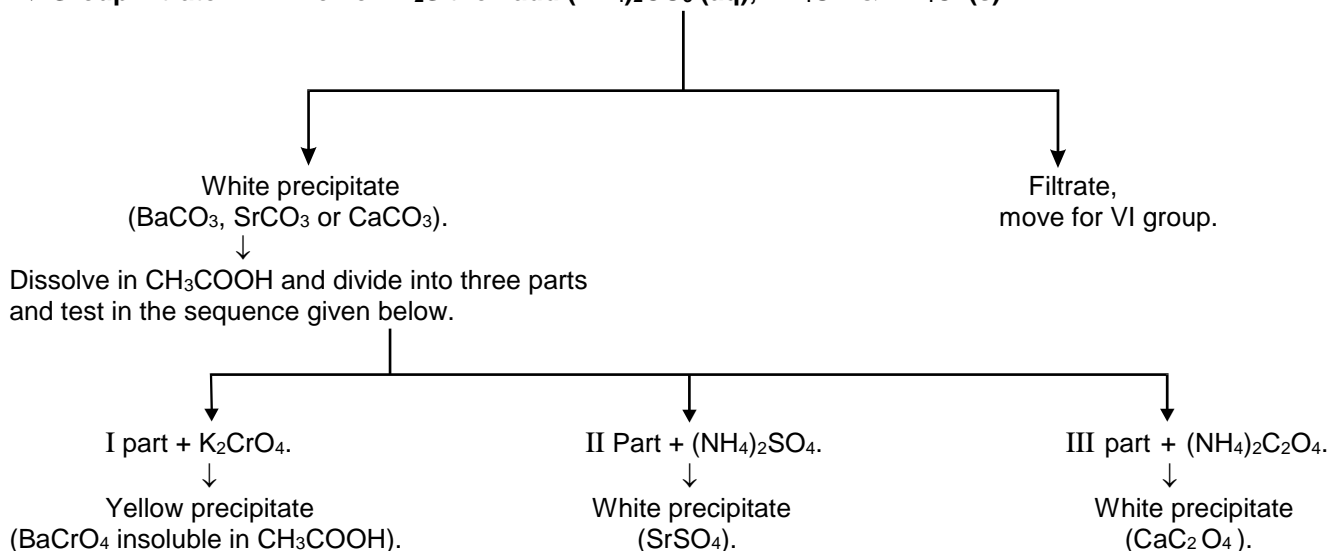 White precipitate
(BaCO₃, SrCO₃ or CaCO₃).
↓
Filtrate,
move for VI group.
Dissolve in CH₃COOH and divide into three parts
and test in the sequence given below.
I part + K₂CrO₄.
↓
Yellow precipitate
(BaCrO₄ insoluble in CH₃COOH).
II Part + (NH₄)₂SO₄.
↓
White precipitate
(SrSO₄).
III part + (NH₄)₂C₂O₄.
↓
White precipitate
(CaC₂O₄).